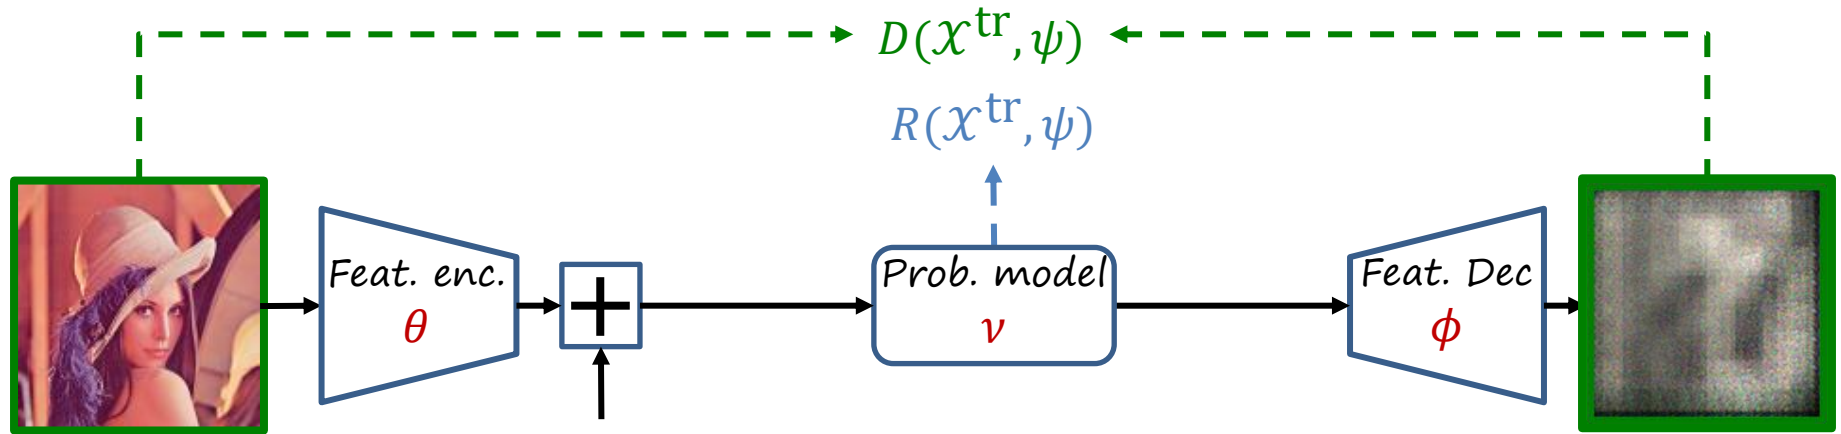 D(𝒳^tr, ψ)
R(𝒳^tr, ψ)
Feat. enc.
θ
+
Prob. model
ν
Feat. Dec
ϕ